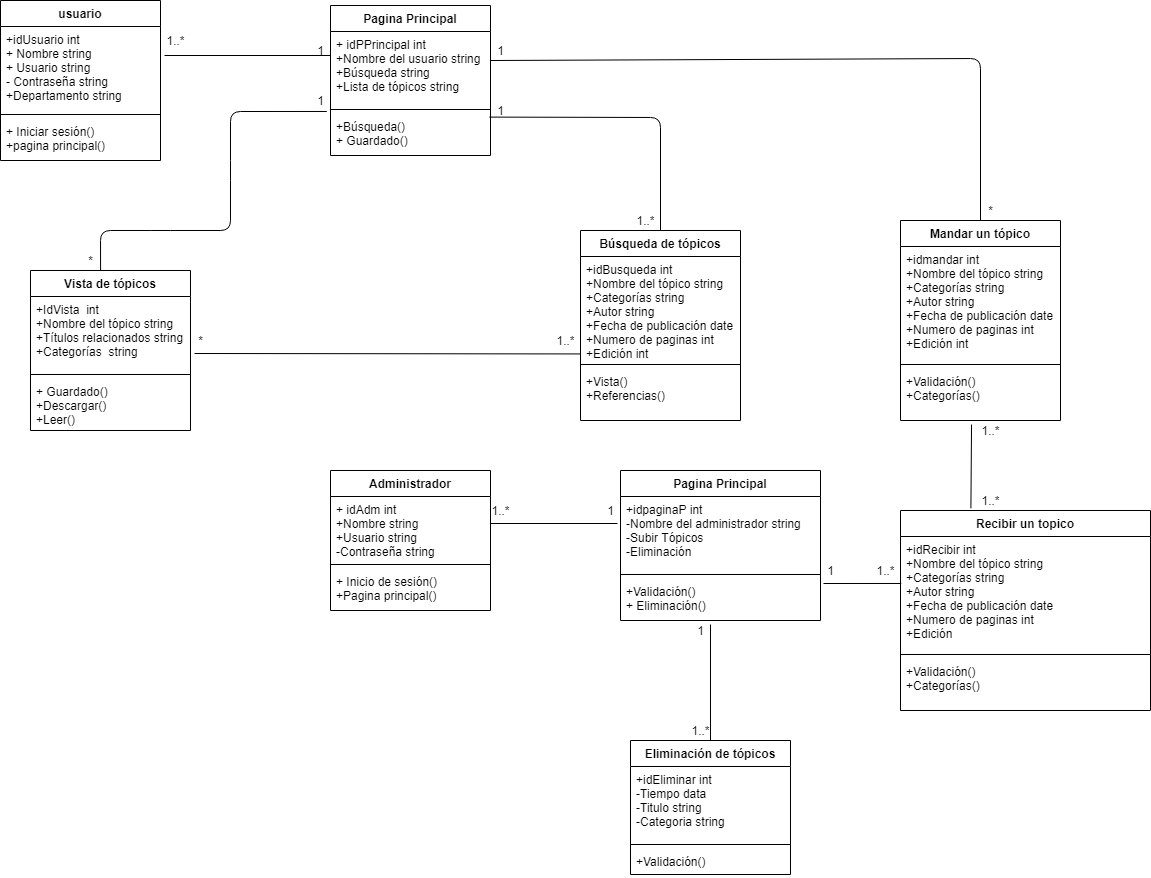 usuario
+idUsuario int
+ Nombre string
+ Usuario string
- Contraseña string
+Departamento string
+ Iniciar sesión()
+pagina principal()
1..*
1
Pagina Principal
+ idPPrincipal int
+Nombre del usuario string
+Búsqueda string
+Lista de tópicos string
+Búsqueda()
+ Guardado()
1
1
1
*
1..*
*
Vista de tópicos
+IdVista  int
+Nombre del tópico string
+Títulos relacionados string
+Categorías  string
+ Guardado()
+Descargar()
+Leer()
*
1..*
Búsqueda de tópicos
+idBusqueda int
+Nombre del tópico string
+Categorías string
+Autor string
+Fecha de publicación date
+Numero de paginas int
+Edición int
+Vista()
+Referencias()
Mandar un tópico
+idmandar int
+Nombre del tópico string
+Categorías string
+Autor string
+Fecha de publicación date
+Numero de paginas int
+Edición int
+Validación()
+Categorías()
1..*
1..*
Administrador
+ idAdm int
+Nombre string
+Usuario string
-Contraseña string
+ Inicio de sesión()
+Pagina principal()
1..*
1
Pagina Principal
+idpaginaP int
-Nombre del administrador string
-Subir Tópicos
-Eliminación
+Validación()
+ Eliminación()
1
1..*
Recibir un topico
+idRecibir int
+Nombre del tópico string
+Categorías string
+Autor string
+Fecha de publicación date
+Numero de paginas int
+Edición
+Validación()
+Categorías()
1
1..*
Eliminación de tópicos
+idEliminar int
-Tiempo data
-Titulo string
-Categoria string
+Validación()